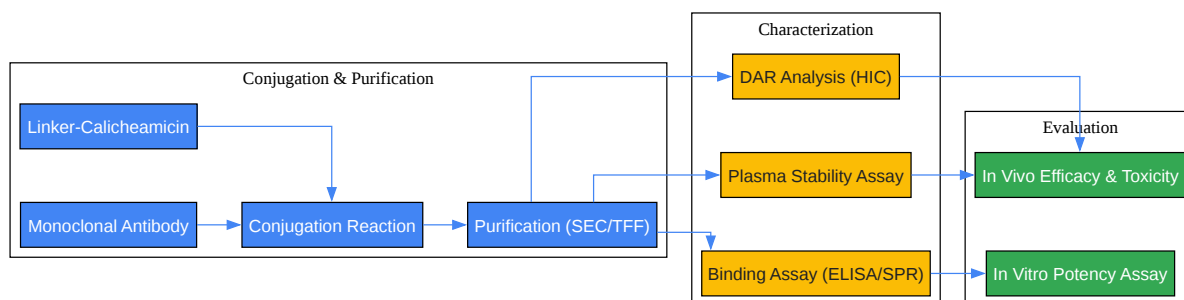 Conjugation & Purification
Linker-Calicheamicin
Monoclonal Antibody
Conjugation Reaction
Purification (SEC/TFF)
Characterization
DAR Analysis (HIC)
Plasma Stability Assay
Binding Assay (ELISA/SPR)
Evaluation
In Vivo Efficacy & Toxicity
In Vitro Potency Assay